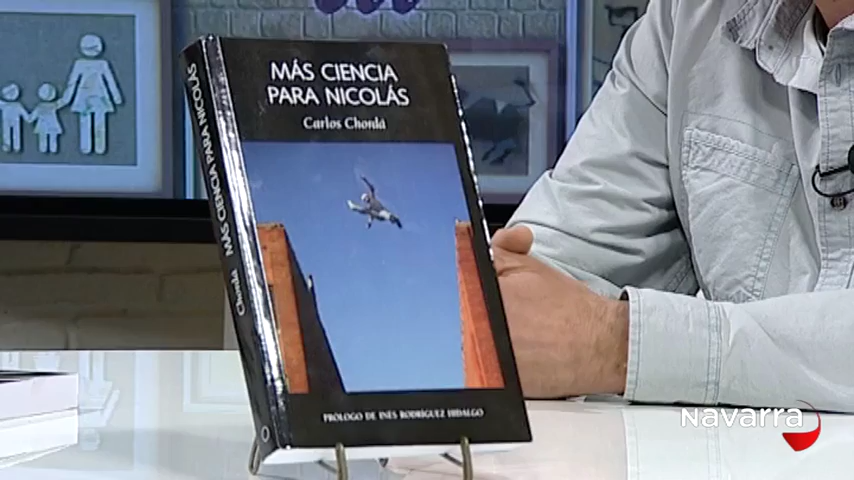 MÁS CIENCIA
PARA NICOLÁS
Carlos Chordá
PRÓLOGO DE INÉS RODRÍGUEZ HIDALGO
Chordá MÁS CIENCIA PARA NICOLÁS
Navarra